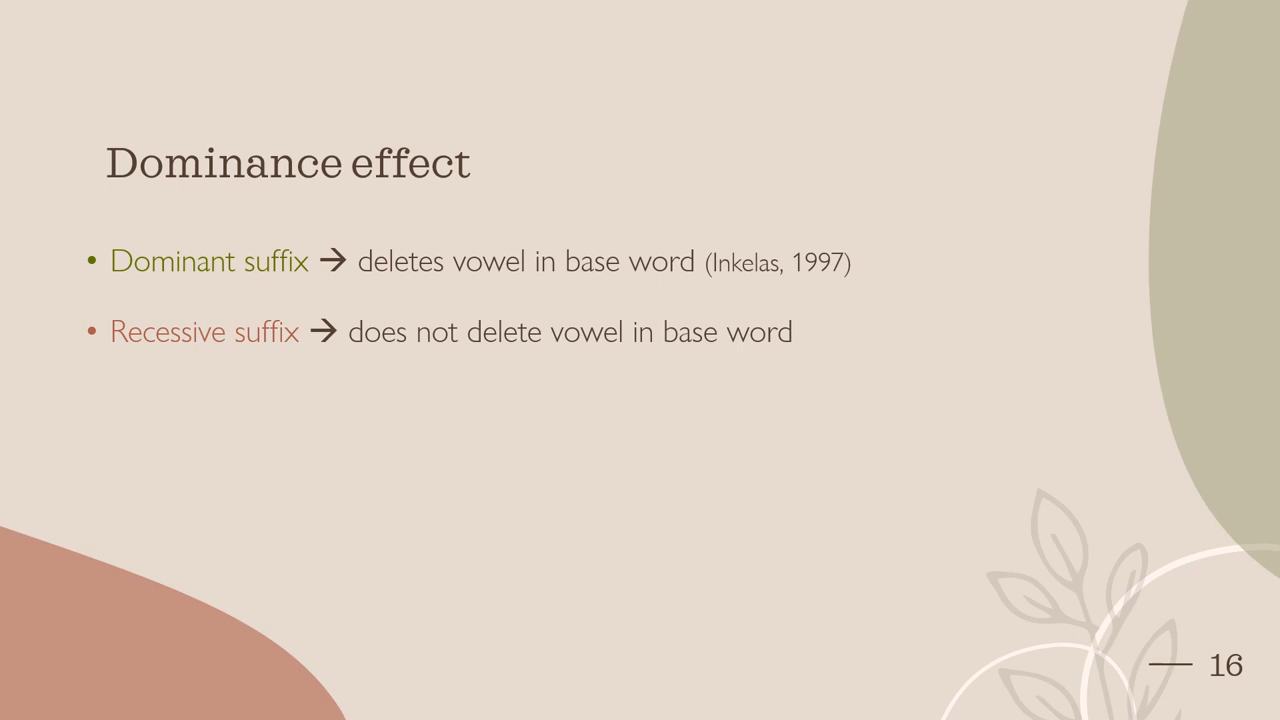 Dominance effect
• Dominant suffix → deletes vowel in base word (Inkelas, 1997)
• Recessive suffix → does not delete vowel in base word
16